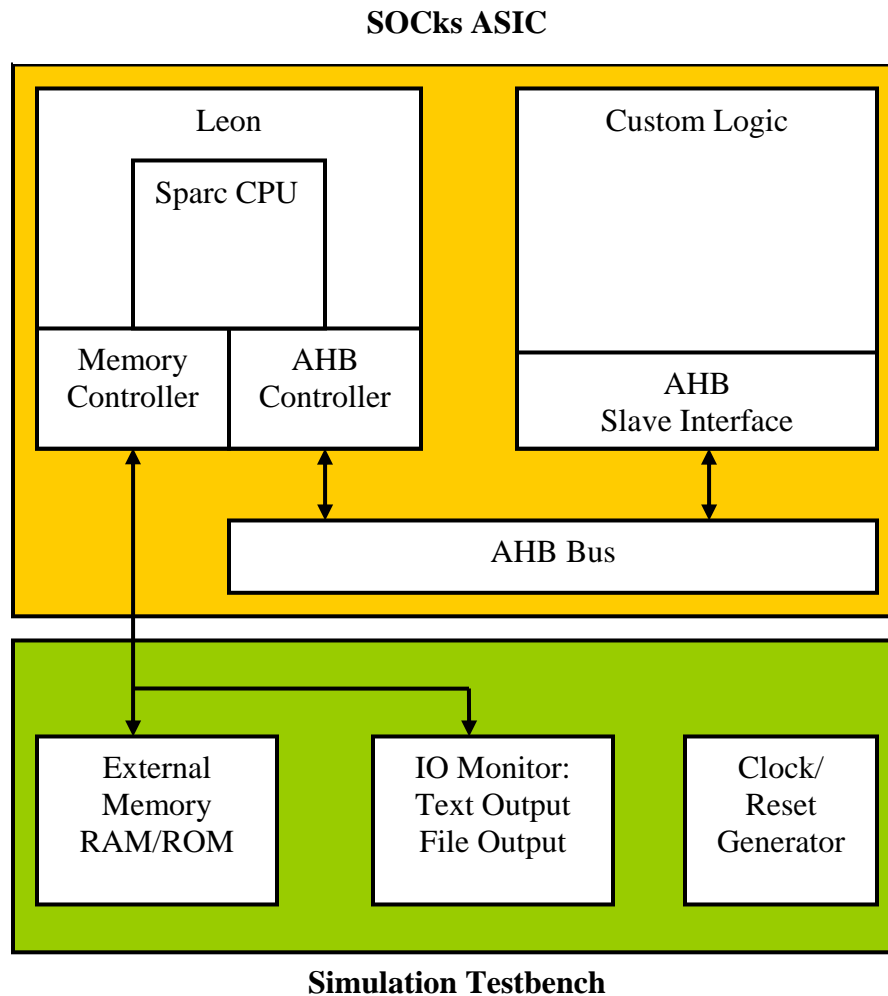 SOCks ASIC
Leon
Sparc CPU
Memory
Controller
AHB
Controller
Custom Logic
AHB
Slave Interface
AHB Bus
External
Memory
RAM/ROM
IO Monitor:
Text Output
File Output
Clock/
Reset
Generator
Simulation Testbench